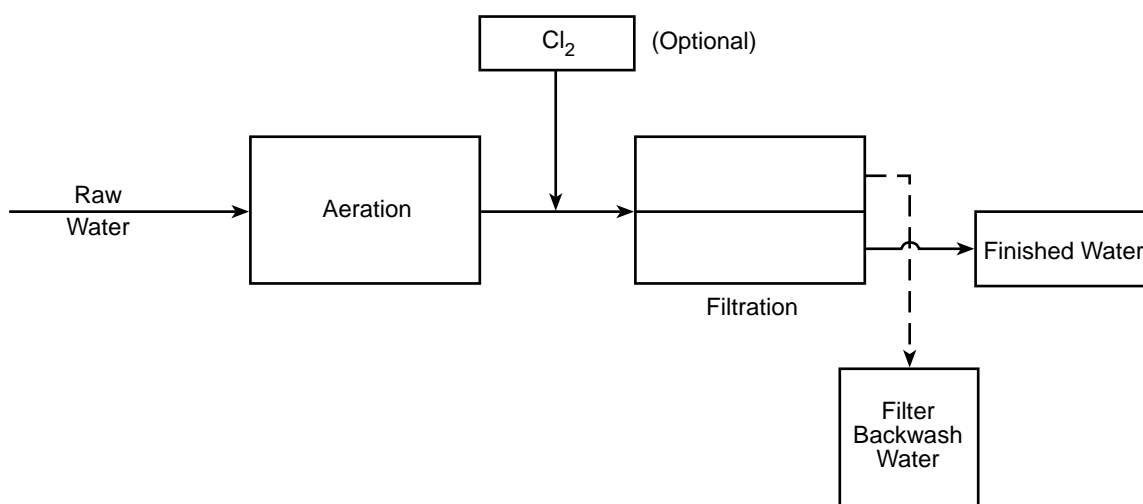 Cl2
(Optional)
Raw
Water
Aeration
Filtration
Finished Water
Filter
Backwash
Water